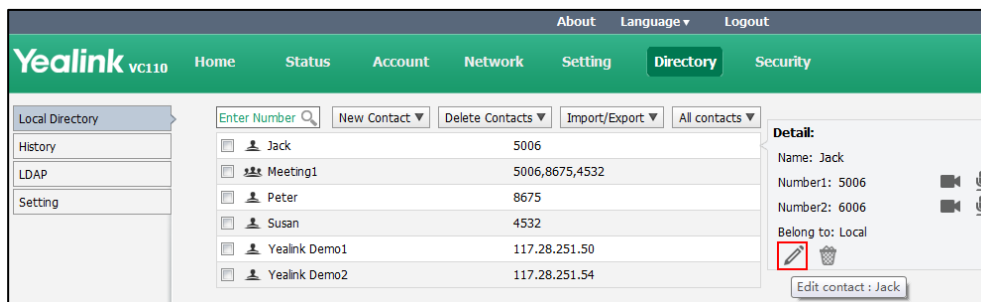 About Language ▾ Logout
Yealink VC110 Home Status Account Network Setting Directory Security
Local Directory
History
LDAP
Setting
Enter Number New Contact ▼ Delete Contacts ▼ Import/Export ▼ All contacts ▼
Jack 5006
Meeting1 5006,8675,4532
Peter 8675
Susan 4532
Yealink Demo1 117.28.251.50
Yealink Demo2 117.28.251.54
Detail:
Name: Jack
Number1: 5006
Number2: 6006
Belong to: Local
Edit contact : Jack